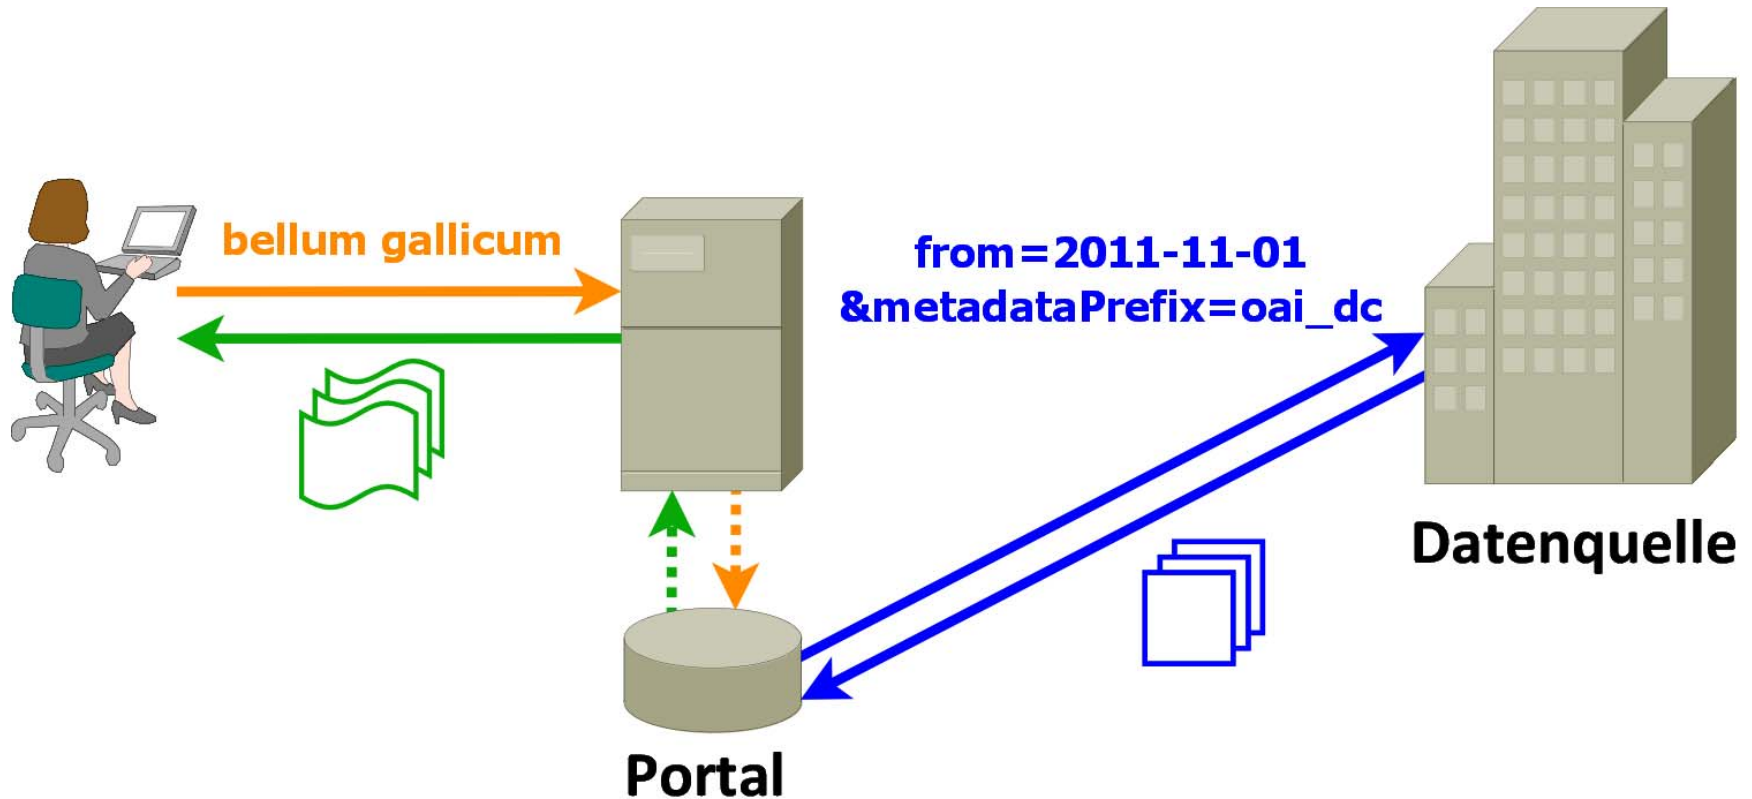 bellum gallicum
from=2011-11-01
&metadataPrefix=oai_dc
Datenquelle
Portal